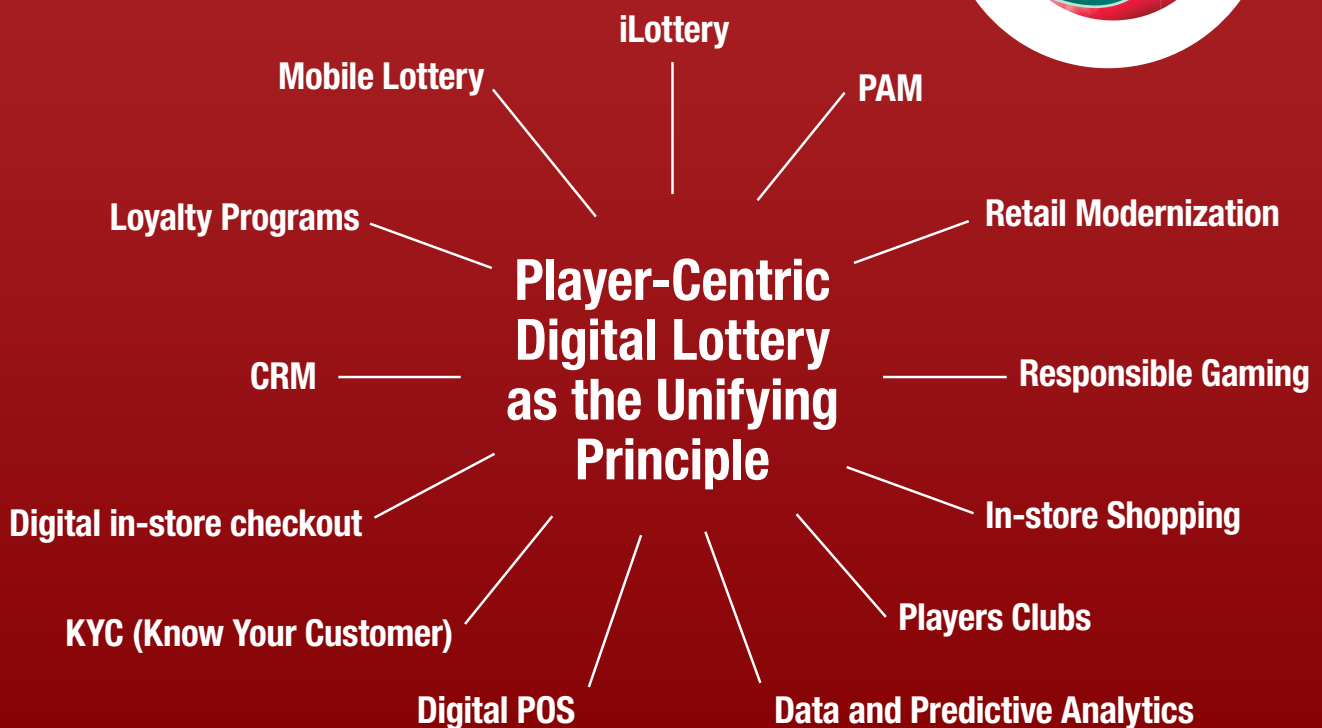 iLottery
Mobile Lottery
PAM
Loyalty Programs
Retail Modernization
Player-Centric
Digital Lottery
as the Unifying
Principle
CRM
Responsible Gaming
Digital in-store checkout
In-store Shopping
KYC (Know Your Customer)
Players Clubs
Digital POS
Data and Predictive Analytics